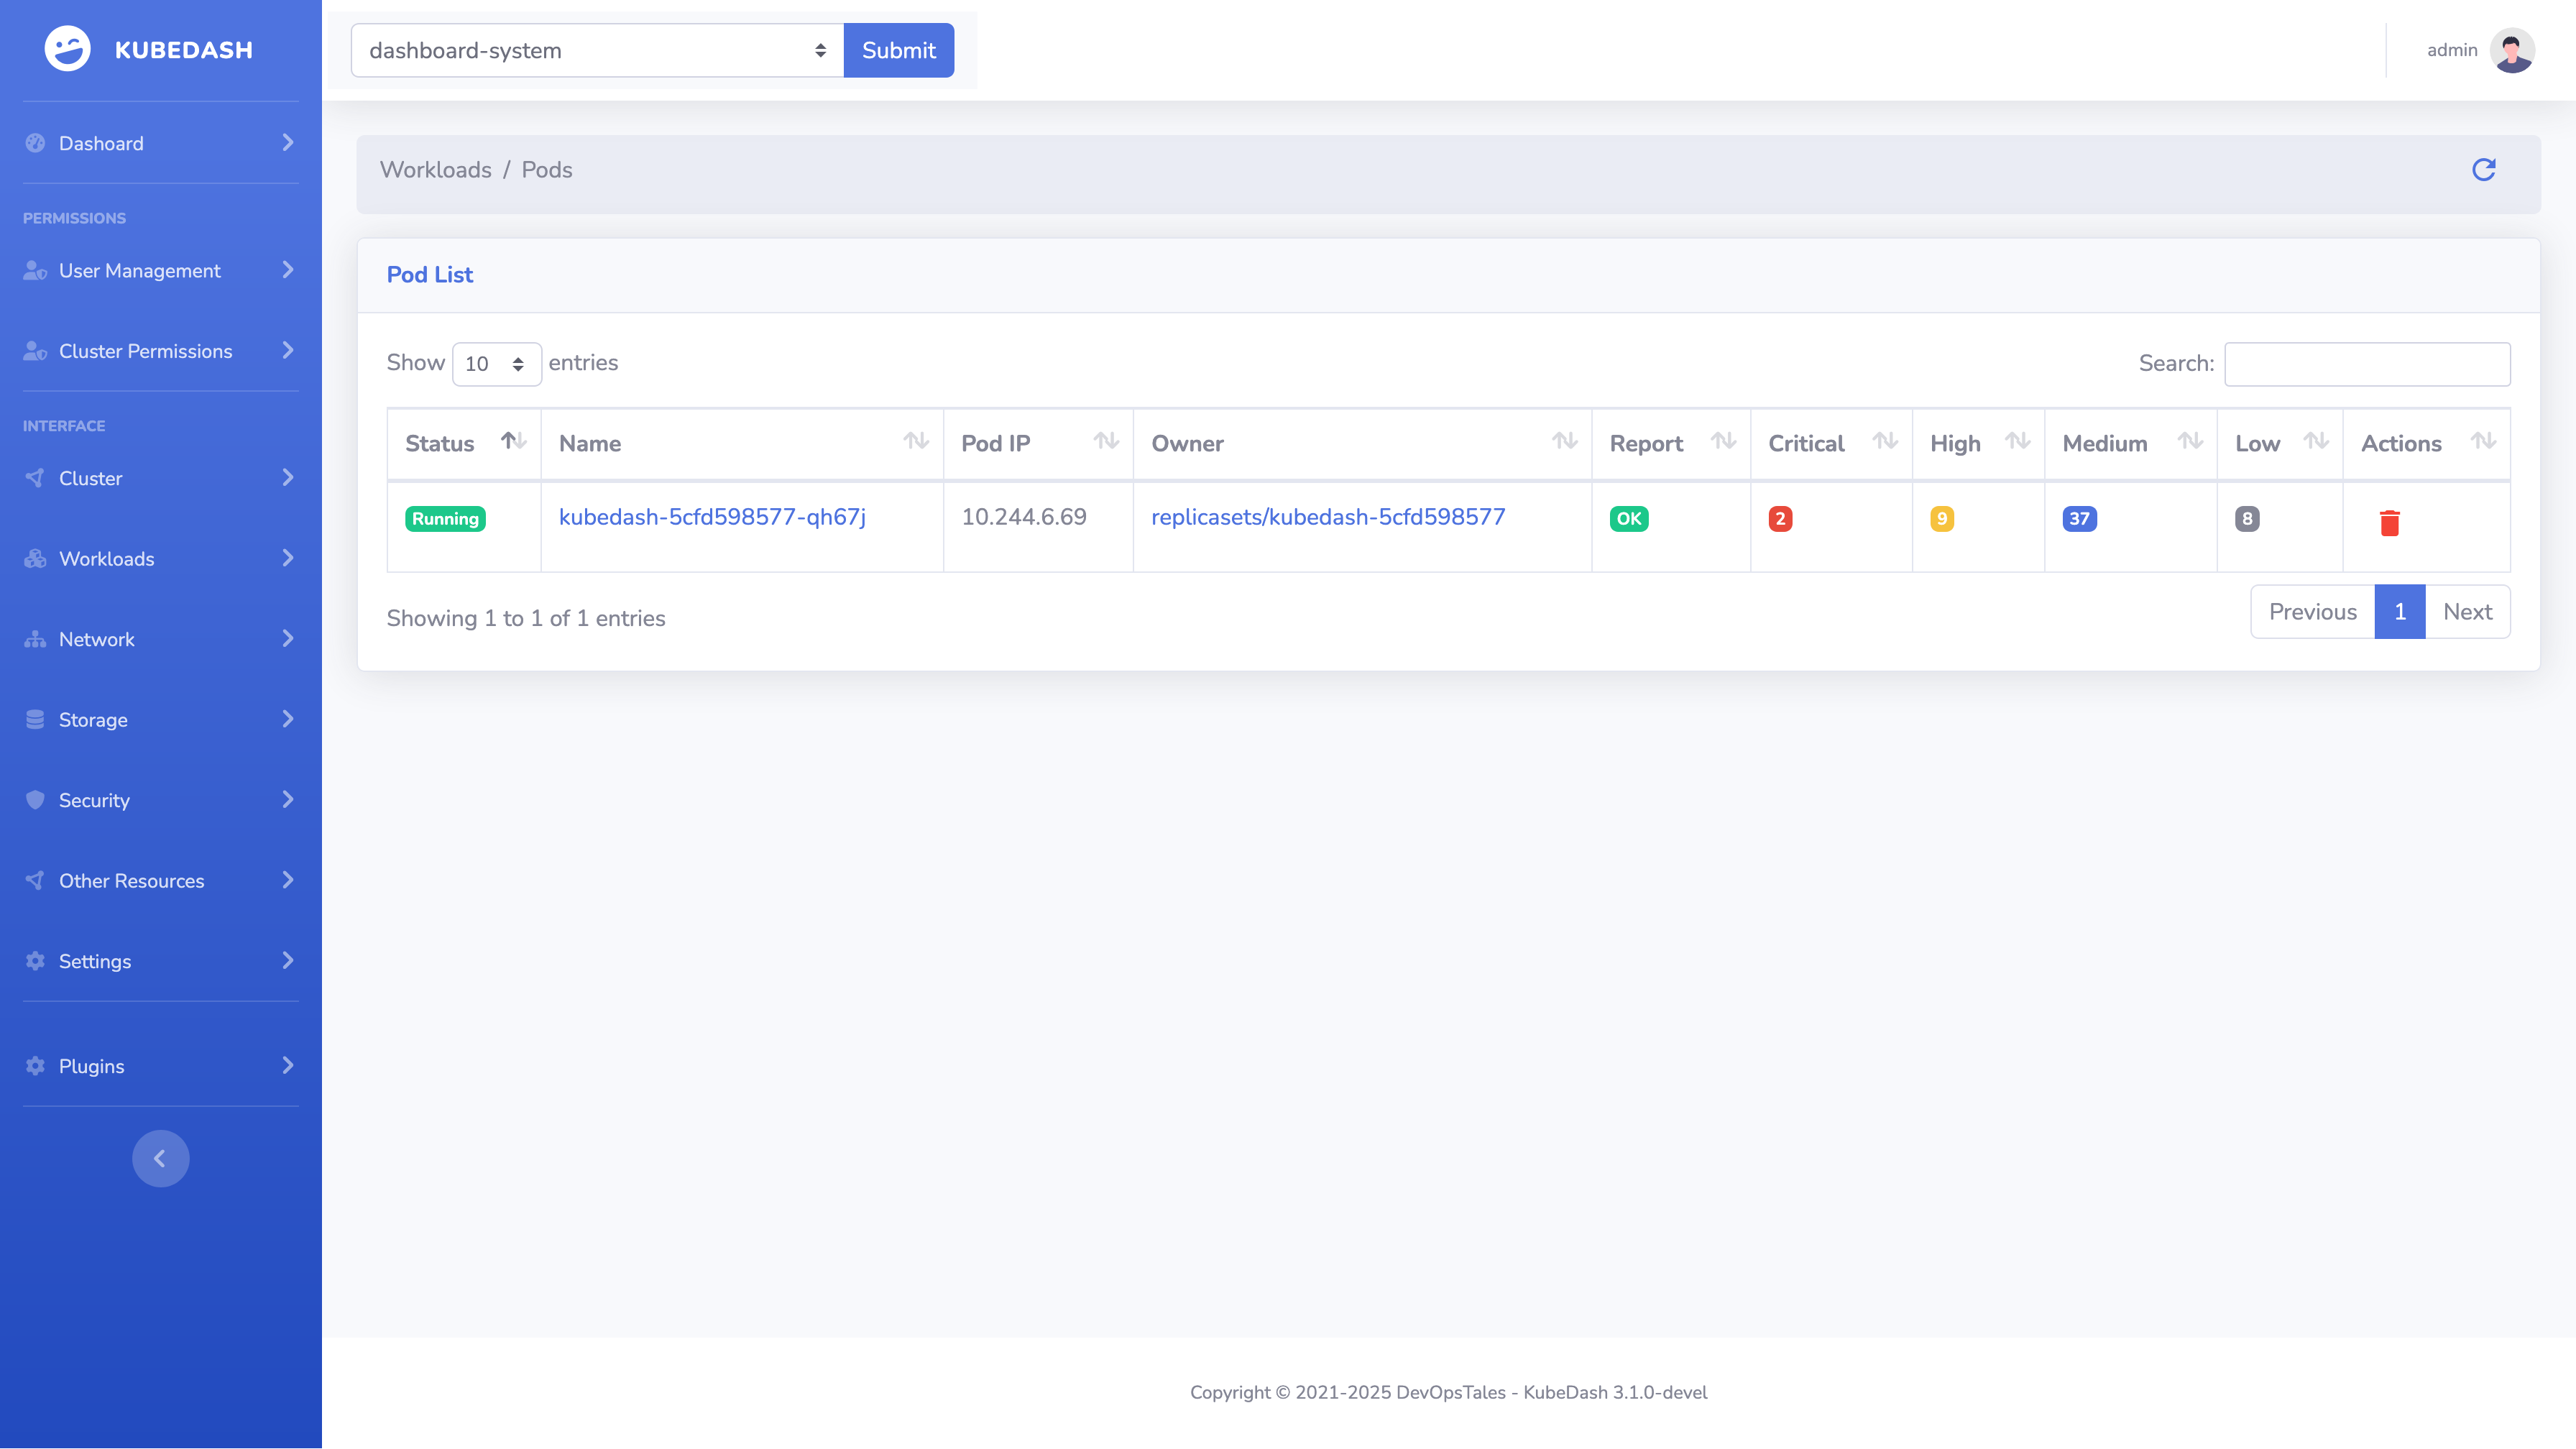 KUBEDASH
dashboard-system
Submit
admin
Dashoard
PERMISSIONS
User Management
Cluster Permissions
INTERFACE
Cluster
Workloads
Network
Storage
Security
Other Resources
Settings
Plugins
Workloads / Pods
Pod List
Show 10 entries
Search:
Status Name Pod IP Owner Report Critical High Medium Low Actions
Running kubedash-5cfd598577-qh67j 10.244.6.69 replicasets/kubedash-5cfd598577 OK 2 9 37 8
Showing 1 to 1 of 1 entries
Previous 1 Next
Copyright © 2021-2025 DevOpsTales - KubeDash 3.1.0-devel